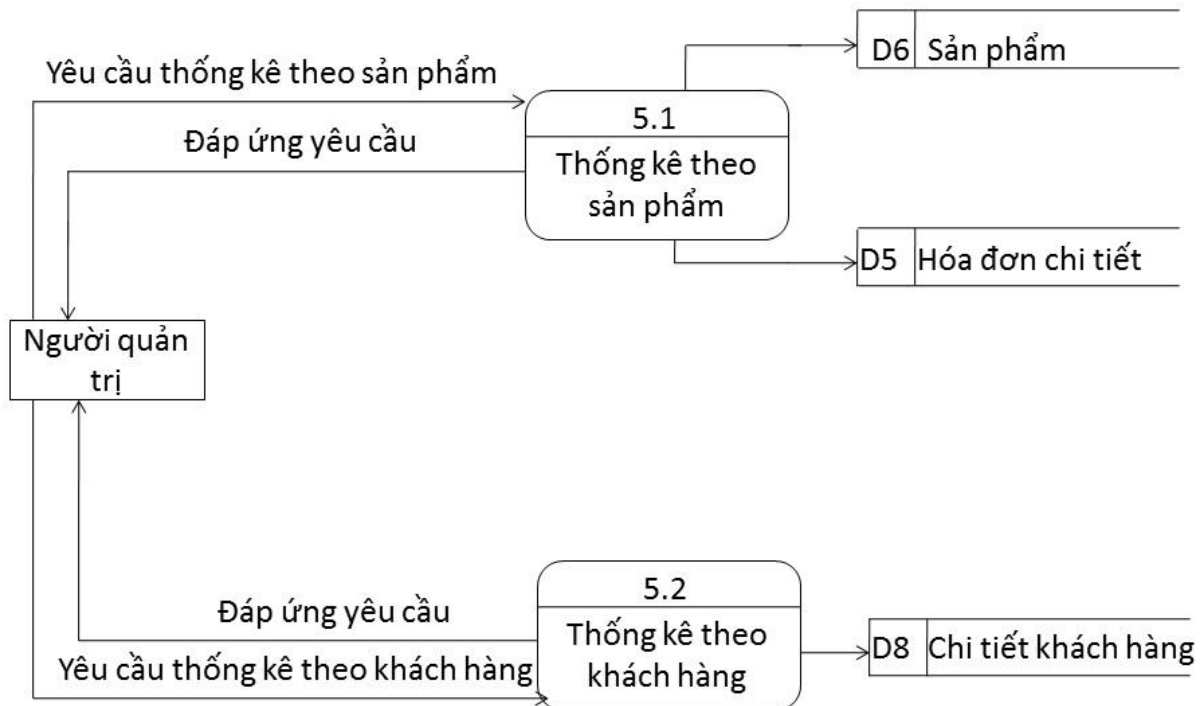 D6 Sản phẩm
Yêu cầu thống kê theo sản phẩm
5.1
Đáp ứng yêu cầu
Thống kê theo
sản phẩm
D5 Hóa đơn chi tiết
Người quản
trị
5.2
Đáp ứng yêu cầu
Thống kê theo
khách hàng
D8 Chi tiết khách hàng
Yêu cầu thống kê theo khách hàng